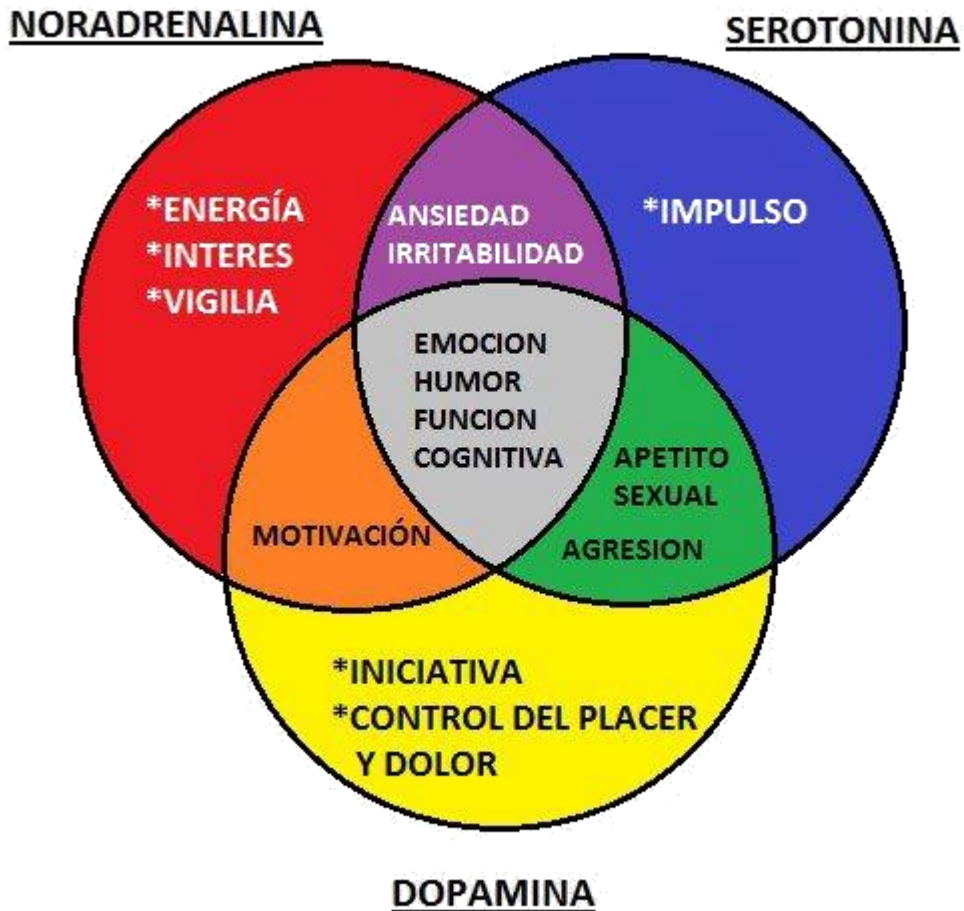 NORADRENALINA
SEROTONINA
*ENERGÍA
*INTERES
*VIGILIA
ANSIEDAD
IRRITABILIDAD
*IMPULSO
EMOCION
HUMOR
FUNCION
COGNITIVA
APETITO
SEXUAL
AGRESION
MOTIVACIÓN
*INICIATIVA
*CONTROL DEL PLACER
Y DOLOR
DOPAMINA